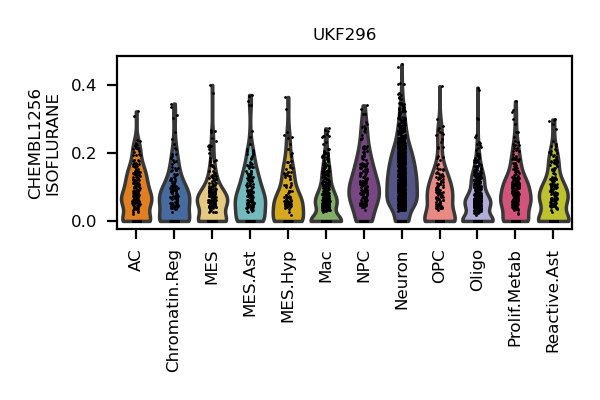 UKF296
CHEMBL1256
ISOFLURANE
0.4
0.2
0.0
AC
Chromatin.Reg
MES
MES.Ast
MES.Hyp
Mac
NPC
Neuron
OPC
Oligo
Prolif.Metab
Reactive.Ast